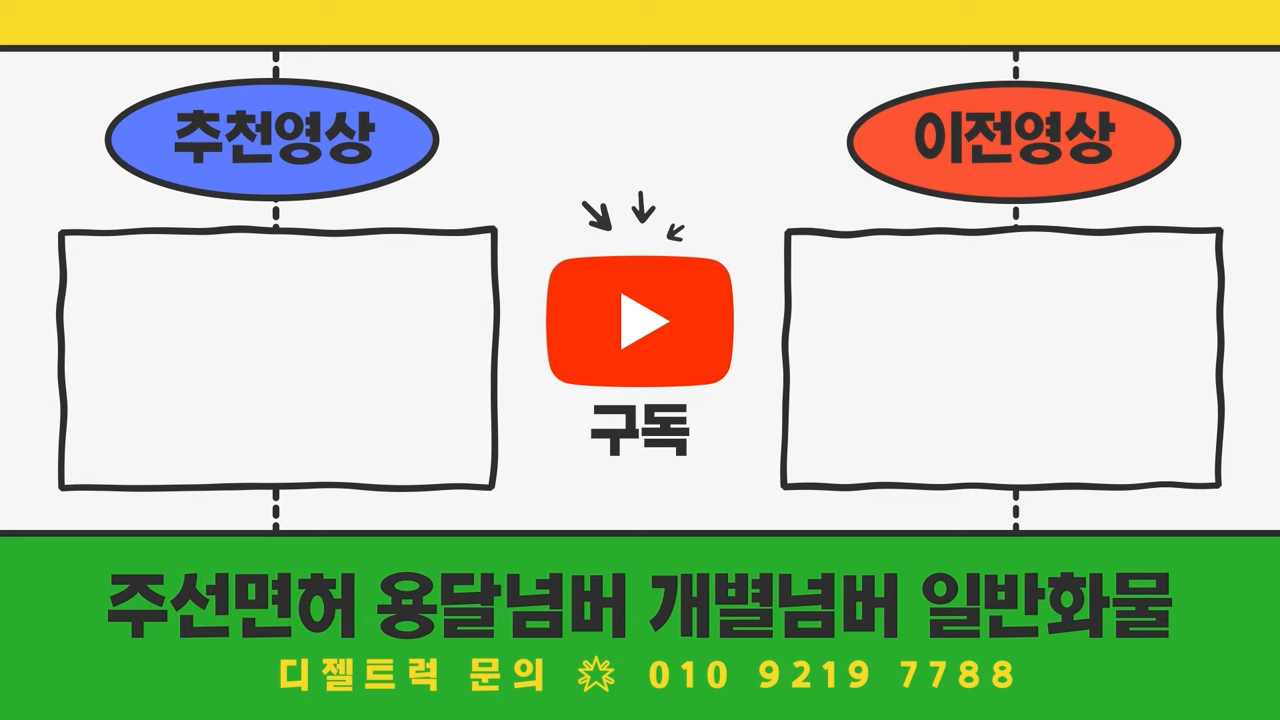 추천영상
이전영상
구독
주선면허 용달넘버 개별넘버 일반화물
디젤트럭 문의 010 9219 7788